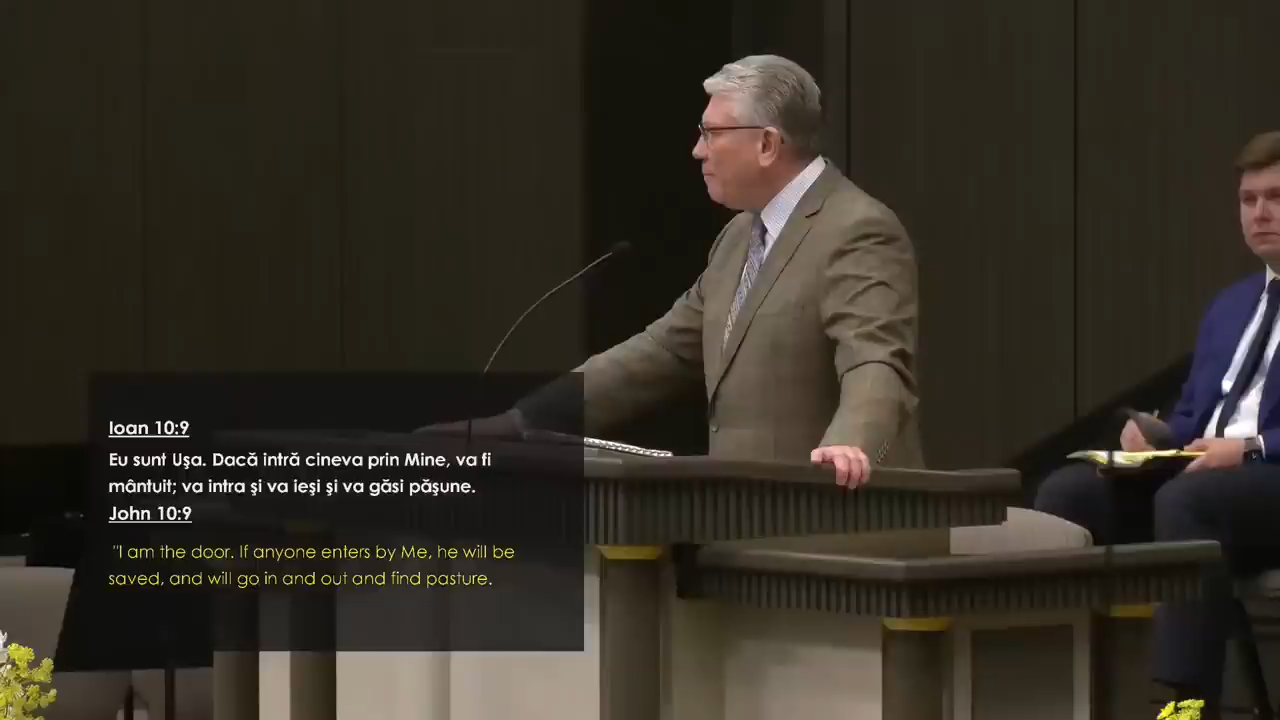 Ioan 10:9
Eu sunt Uşa. Dacă intră cineva prin Mine, va fi
mântuit; va intra şi va ieşi şi va găsi păşune.
John 10:9
"I am the door. If anyone enters by Me, he will be
saved, and will go in and out and find pasture.